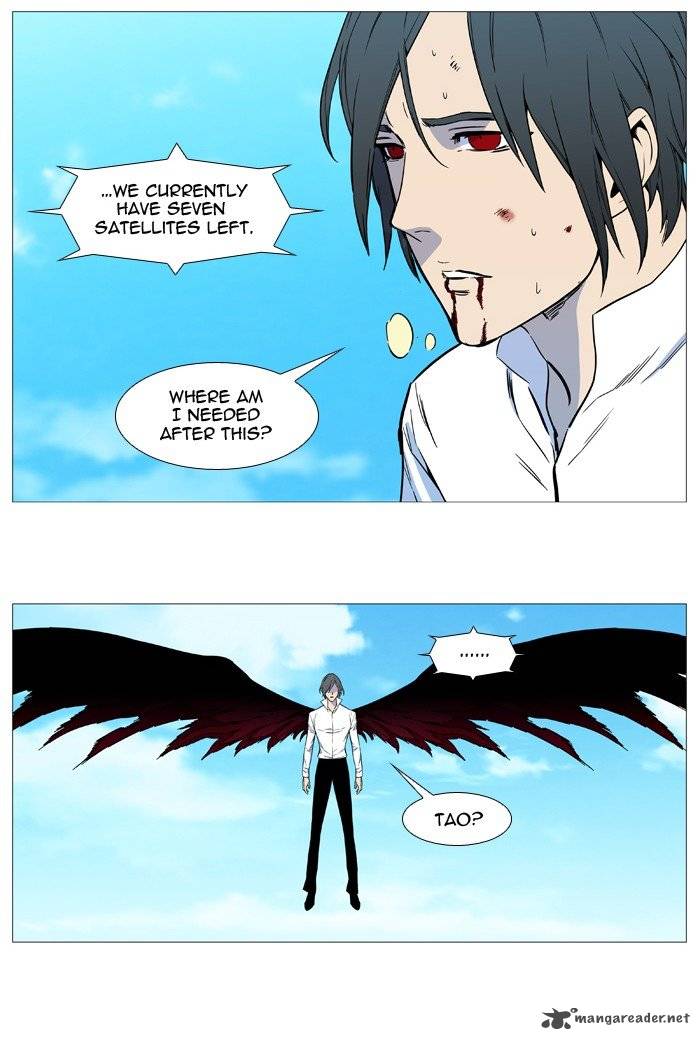 ...WE CURRENTLY
HAVE SEVEN
SATELLITES LEFT.
WHERE AM
I NEEDED
AFTER THIS?
......
TAO?
mangareader.net